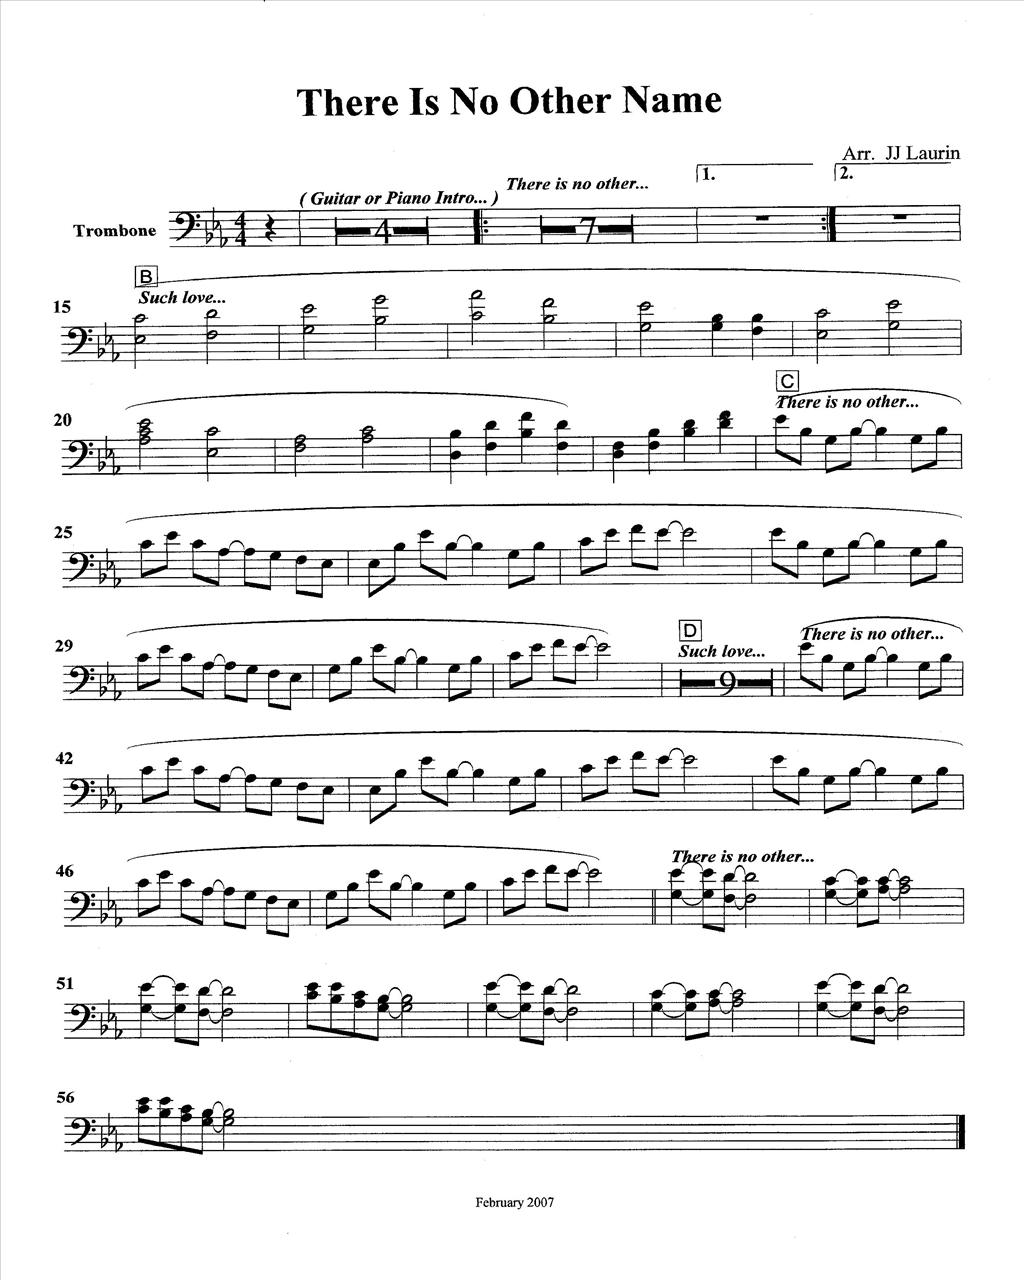 There Is No Other Name
Arr. JJ Laurin
( Guitar or Piano Intro... ) There is no other... 1. 2.
Trombone 4 4 4 7
B
Such love...
15
C
20 There is no other...
25
D
29 Such love... There is no other...
9
42
46 There is no other...
51
56
February 2007